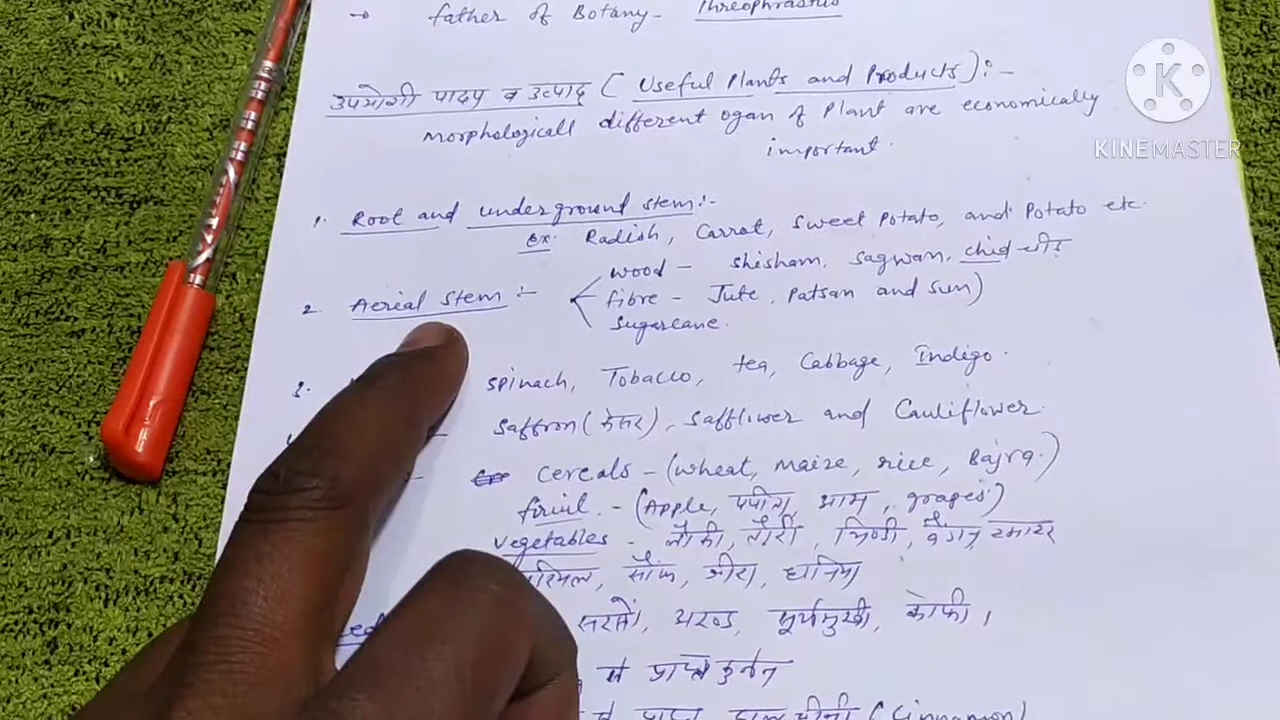 → father of Botany - Threophrastus
उपयोगी पादप व उत्पाद ( Useful Plants and Products ) :-
morphologicall different ogan of Plant are economically
important.
1. Root and underground stem :-
ex: Radish, Carrot, sweet potato, and Potato etc.
2. Aerial stem :-
wood - shisham, sagwan, chid चीड़
fibre - Jute, Patsan and sun)
sugarcane.
3. spinach, Tobacco, tea, Cabbage, Indigo.
saffron (केसर), safflower and Cauliflower.
cereals - (wheat, maize, rice, Bajra.)
- (Apple, पपीता, आम, grapes)
vegetables - लौकी, तौरी, भिण्डी, बैंगन, टमाटर
सौंफ, जीरा, धनिया
सरसों, अरण्ड, सूर्यमुखी, कोफी ।
से प्राप्त कुनैन
से प्राप्त (Cinnamon)
KINEMASTER